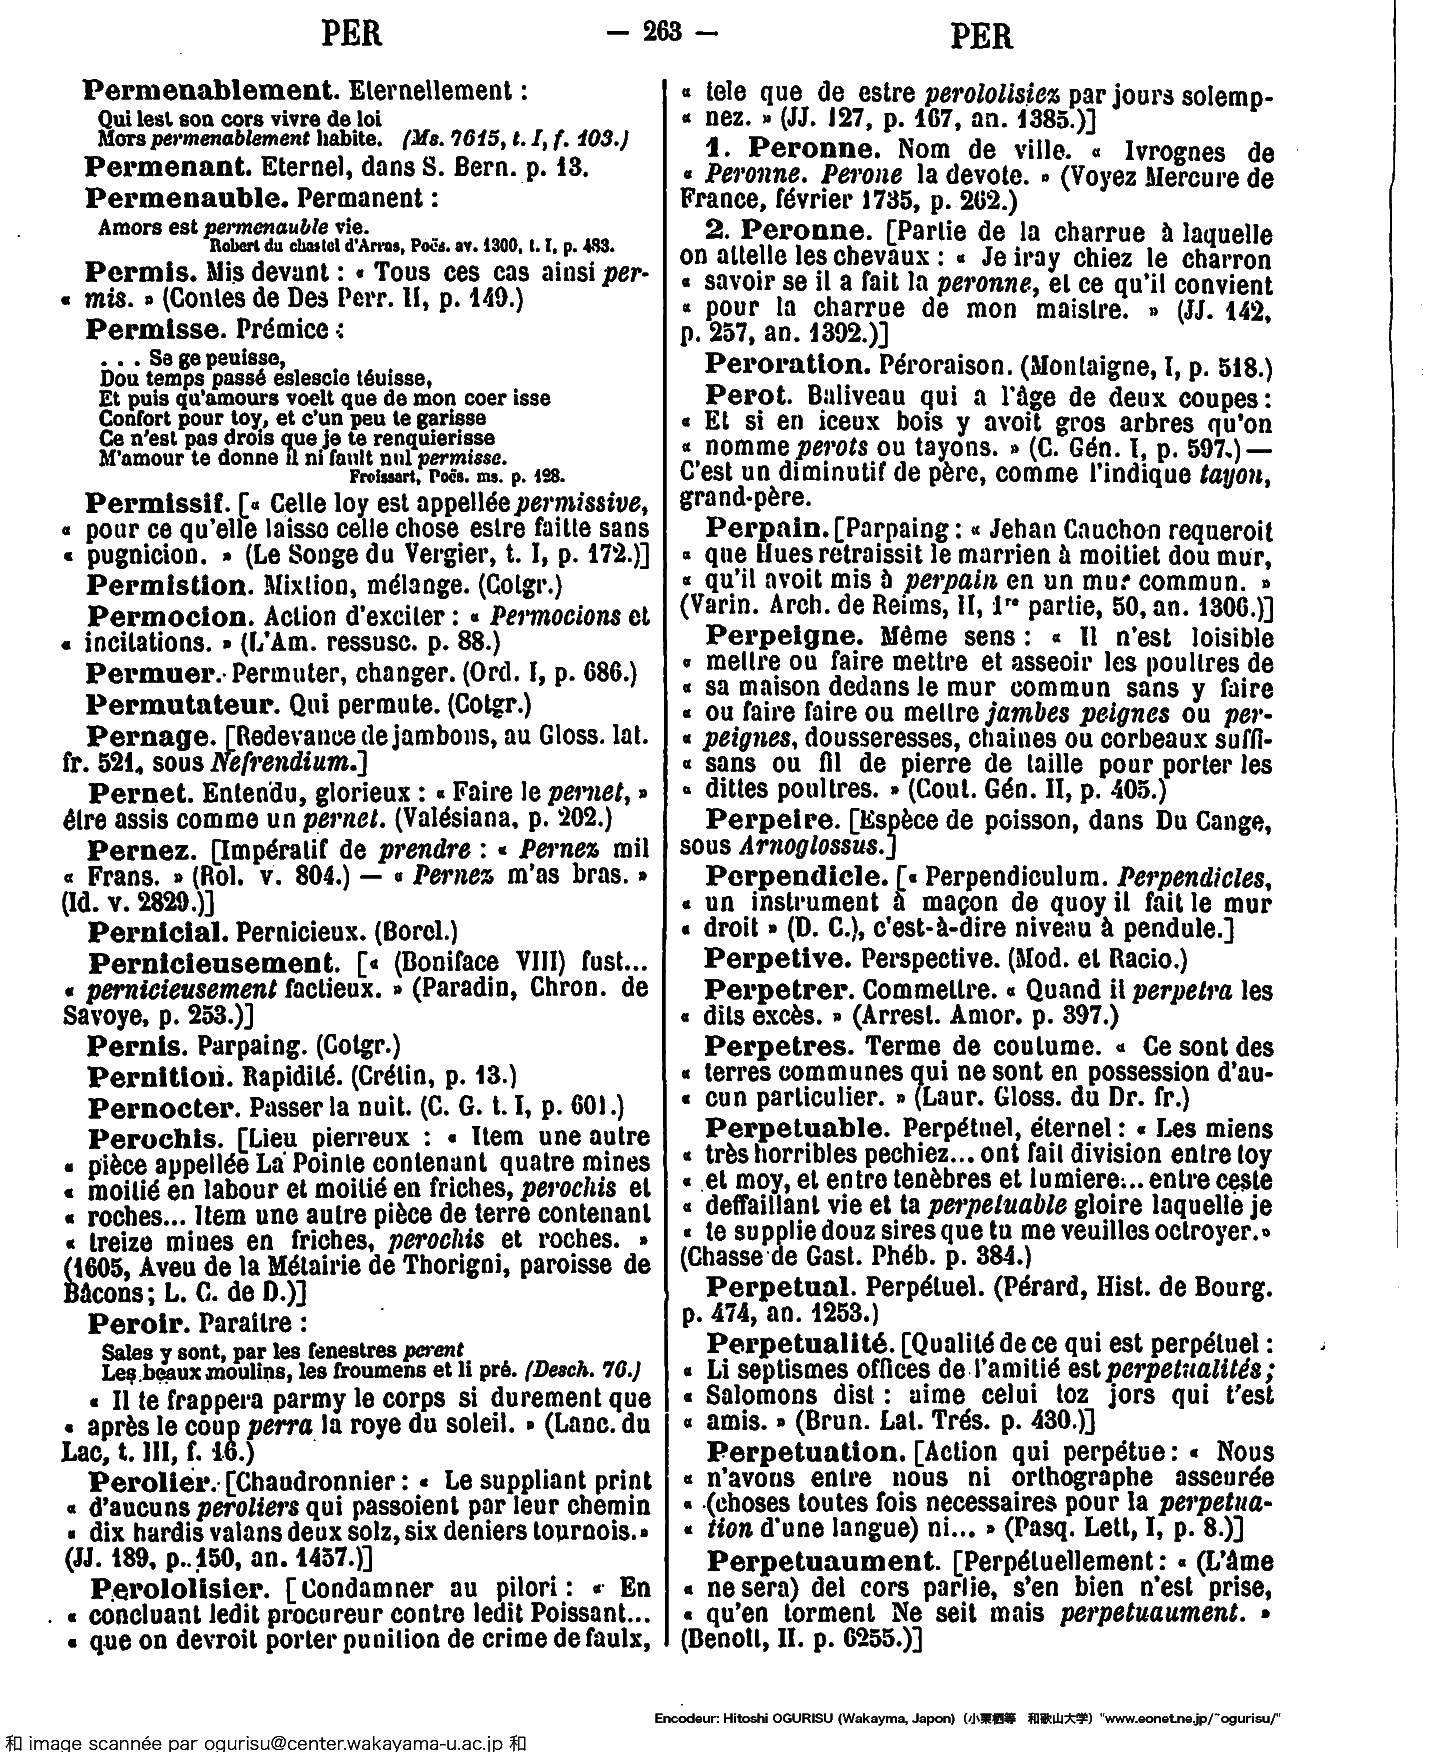 PER — 263 — PER
Permenablement. Eternellement :
Qui lest son cors vivre de loi
Mors permenablement habite. (Ms. 7615, t. I, f. 103.)
Permenant. Eternel, dans S. Bern. p. 13.
Permenauble. Permanent :
Amors est permenauble vie.
Robert du chastel d'Arras, Poës. av. 1300, t. I, p. 483.
Permis. Mis devant : « Tous ces cas ainsi per-
« mis. » (Contes de Des Perr. II, p. 149.)
Permisse. Prémice :
. . . Se ge peuisse,
Dou temps passé eslescie téuisse,
Et puis qu'amours voelt que de mon coer isse
Confort pour toy, et c'un peu te garisse
Ce n'est pas drois que je te renquierisse
M'amour te donne il ni fault nul permisse.
Froissart, Poës. ms. p. 128.
Permissif. [« Celle loy est appellée permissive,
« pour ce qu'elle laisse celle chose estre faitte sans
« pugnicion. » (Le Songe du Vergier, t. I, p. 172.)]
Permistion. Mixtion, mélange. (Cotgr.)
Permocion. Action d'exciter : « Permocions et
« incitations. » (L'Am. ressusc. p. 88.)
Permuer. Permuter, changer. (Ord. I, p. 686.)
Permutateur. Qui permute. (Cotgr.)
Pernage. [Redevance de jambons, au Gloss. lat.
fr. 521, sous Nefrendium.]
Pernet. Entendu, glorieux : « Faire le pernet, »
être assis comme un pernet. (Valésiana, p. 202.)
Pernez. [Impératif de prendre : « Pernez mil
« Frans. » (Rol. v. 804.) — « Pernez m'as bras. »
(Id. v. 2829.)]
Pernicial. Pernicieux. (Borel.)
Pernicieusement. [« (Boniface VIII) fust...
« pernicieusement factieux. » (Paradin, Chron. de
Savoye, p. 253.)]
Pernis. Parpaing. (Cotgr.)
Pernition. Rapidité. (Crétin, p. 13.)
Pernocter. Passer la nuit. (C. G. t. I, p. 601.)
Perochis. [Lieu pierreux : « Item une autre
« pièce appellée La Pointe contenant quatre mines
« moitié en labour et moitié en friches, perochis et
« roches... Item une autre pièce de terre contenant
« treize mines en friches, perochis et roches. »
(1605, Aveu de la Métairie de Thorigni, paroisse de
Bâcons ; L. C. de D.)]
Peroir. Paraître :
Sales y sont, par les fenestres perent
Les beaux moulins, les froumens et li pré. (Desch. 76.)
« Il te frappera parmy le corps si durement que
« après le coup perra la roye du soleil. » (Lanc. du
Lac, t. III, f. 16.)
Perolier. [Chaudronnier : « Le suppliant print
« d'aucuns peroliers qui passoient par leur chemin
« dix hardis valans deux solz, six deniers tournois. »
(JJ. 189, p. 150, an. 1457.)]
Perololisier. [Condamner au pilori : « En
« concluant ledit procureur contre ledit Poissant...
« que on devroit porter punition de crime de faulx,
« tele que de estre perololisiez par jours solemp-
« nez. » (JJ. 127, p. 167, an. 1385.)]
1. Peronne. Nom de ville. « Ivrognes de
« Peronne. Perone la devote. » (Voyez Mercure de
France, février 1735, p. 262.)
2. Peronne. [Partie de la charrue à laquelle
on attelle les chevaux : « Je iray chiez le charron
« savoir se il a fait la peronne, et ce qu'il convient
« pour la charrue de mon maistre. » (JJ. 142,
p. 257, an. 1392.)]
Peroration. Péroraison. (Montaigne, I, p. 518.)
Perot. Baliveau qui a l'âge de deux coupes :
« Et si en iceux bois y avoit gros arbres qu'on
« nomme perots ou tayons. » (C. Gén. I, p. 597.) —
C'est un diminutif de père, comme l'indique tayon,
grand-père.
Perpain. [Parpaing : « Jehan Cauchon requeroit
« que Hues retraissit le marrien à moitiet dou mur,
« qu'il avoit mis à perpain en un mur commun. »
(Varin. Arch. de Reims, II, 1re partie, 50, an. 1306.)]
Perpeigne. Même sens : « Il n'est loisible
« mettre ou faire mettre et asseoir les poultres de
« sa maison dedans le mur commun sans y faire
« ou faire faire ou mettre jambes peignes ou per-
« peignes, dousseresses, chaines ou corbeaux suffi-
« sans ou fil de pierre de taille pour porter les
« dittes poultres. » (Cout. Gén. II, p. 405.)
Perpeire. [Espèce de poisson, dans Du Cange,
sous Arnoglossus.]
Perpendicle. [« Perpendiculum. Perpendicles,
« un instrument à maçon de quoy il fait le mur
« droit » (D. C.), c'est-à-dire niveau à pendule.]
Perpetive. Perspective. (Mod. et Racio.)
Perpetrer. Commettre. « Quand il perpetra les
« dits excès. » (Arrest. Amor. p. 397.)
Perpetres. Terme de coutume. « Ce sont des
« terres communes qui ne sont en possession d'au-
« cun particulier. » (Laur. Gloss. du Dr. fr.)
Perpetuable. Perpétuel, éternel : « Les miens
« très horribles pechiez... ont fait division entre toy
« et moy, et entre tenèbres et lumiere... entre ceste
« deffaillant vie et ta perpetuable gloire laquelle je
« te supplie douz sires que tu me veuilles octroyer. »
(Chasse de Gast. Phéb. p. 384.)
Perpetual. Perpétuel. (Pérard, Hist. de Bourg.
p. 474, an. 1253.)
Perpetualité. [Qualité de ce qui est perpétuel :
« Li septismes offices de l'amitié est perpetualités ;
« Salomons dist : aime celui toz jors qui t'est
« amis. » (Brun. Lat. Trés. p. 430.)]
Perpetuation. [Action qui perpétue : « Nous
« n'avons entre nous ni orthographe asseurée
« (choses toutes fois necessaires pour la perpetua-
« tion d'une langue) ni... » (Pasq. Lett, I, p. 8.)]
Perpetuaument. [Perpétuellement : « (L'âme
« ne sera) del cors partie, s'en bien n'est prise,
« qu'en torment Ne seit mais perpetuaument. »
(Benoît, II. p. 6255.)]
Encodeur: Hitoshi OGURISU (Wakayma, Japon) (小栗栖等 和歌山大学) "www.eonet.ne.jp/~ogurisu/"
和 image scannée par ogurisu@center.wakayama-u.ac.jp 和